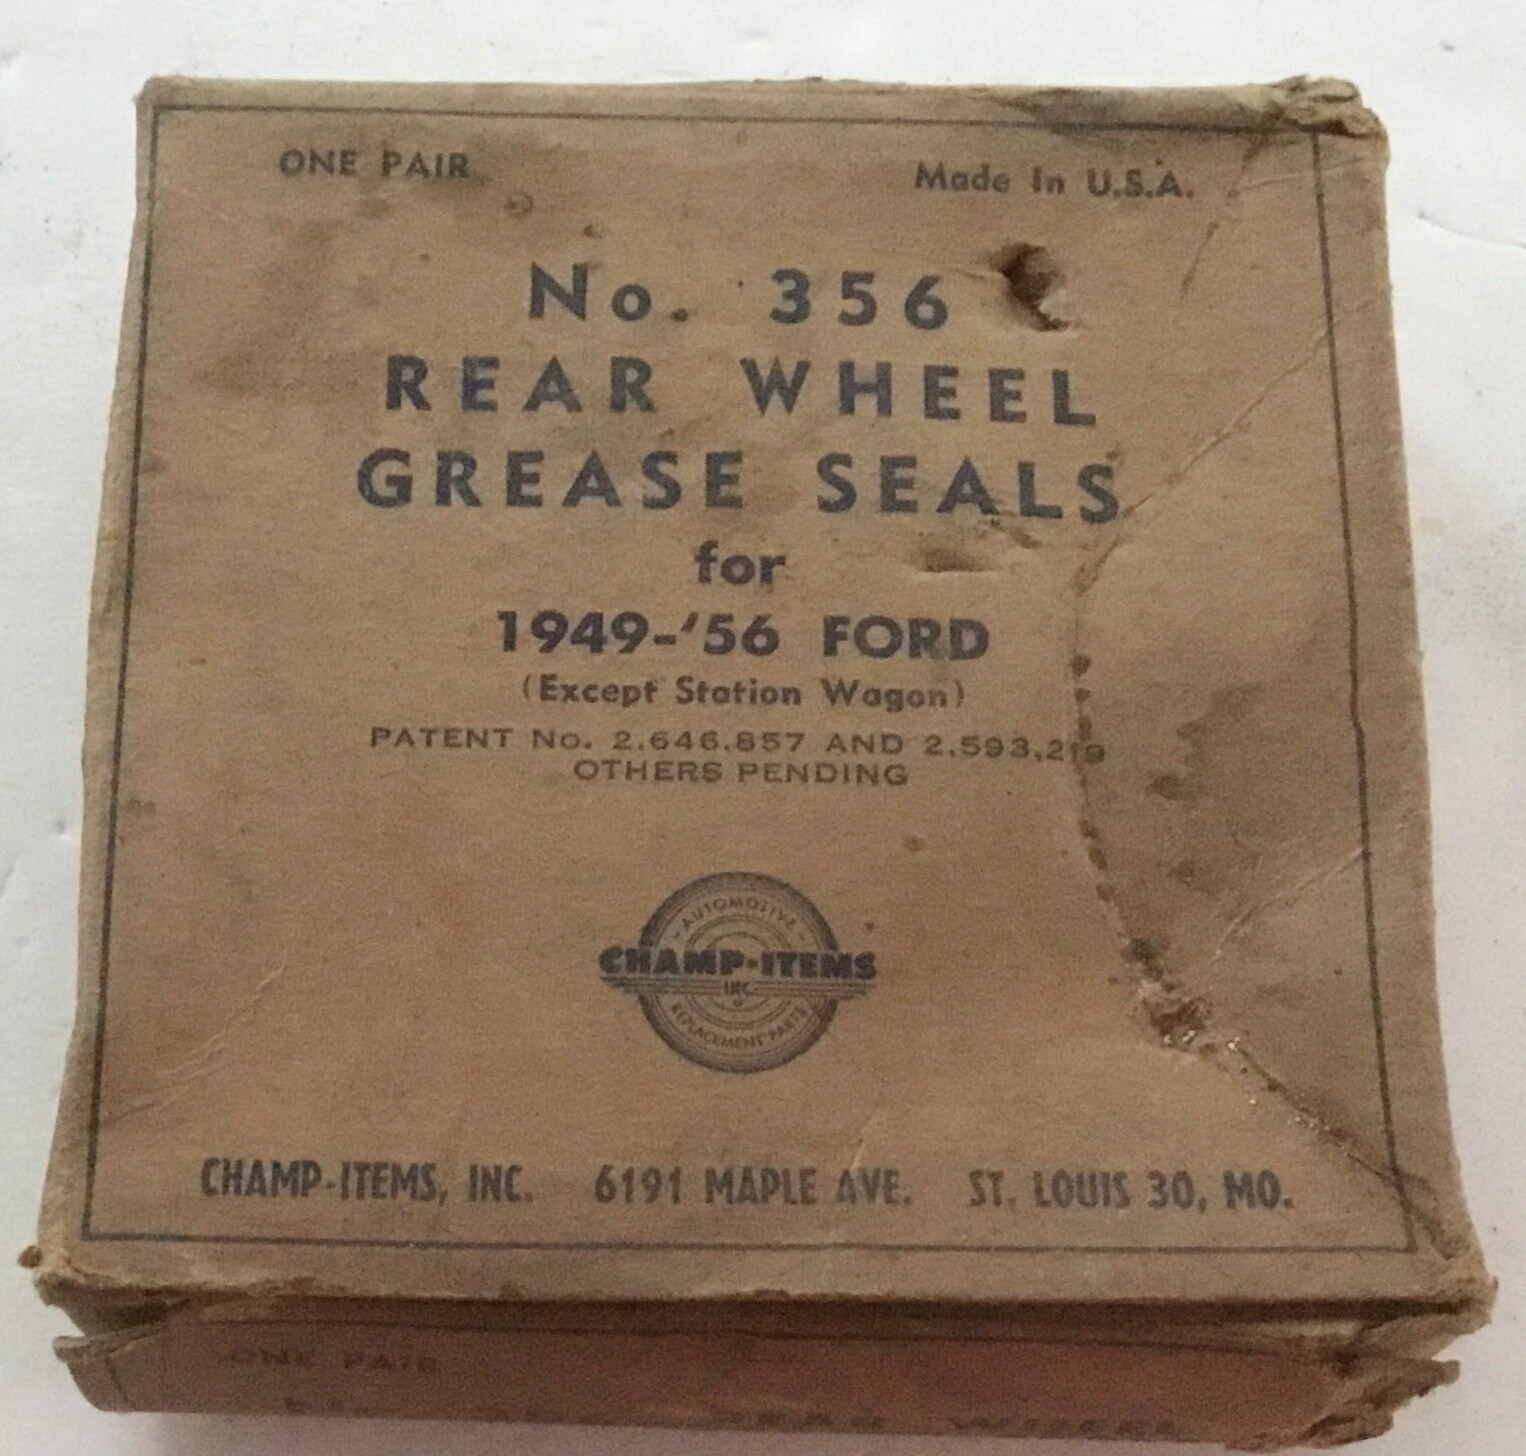 ONE PAIR
Made In U.S.A.
No. 356
REAR WHEEL
GREASE SEALS
for
1949-'56 FORD
(Except Station Wagon)
PATENT No. 2,646,857 AND 2,593,219
OTHERS PENDING
AUTOMOTIVE
CHAMP-ITEMS
INC.
REPLACEMENT PARTS
CHAMP-ITEMS, INC. 6191 MAPLE AVE. ST. LOUIS 30, MO.
ONE PAIR
REAR WHEEL